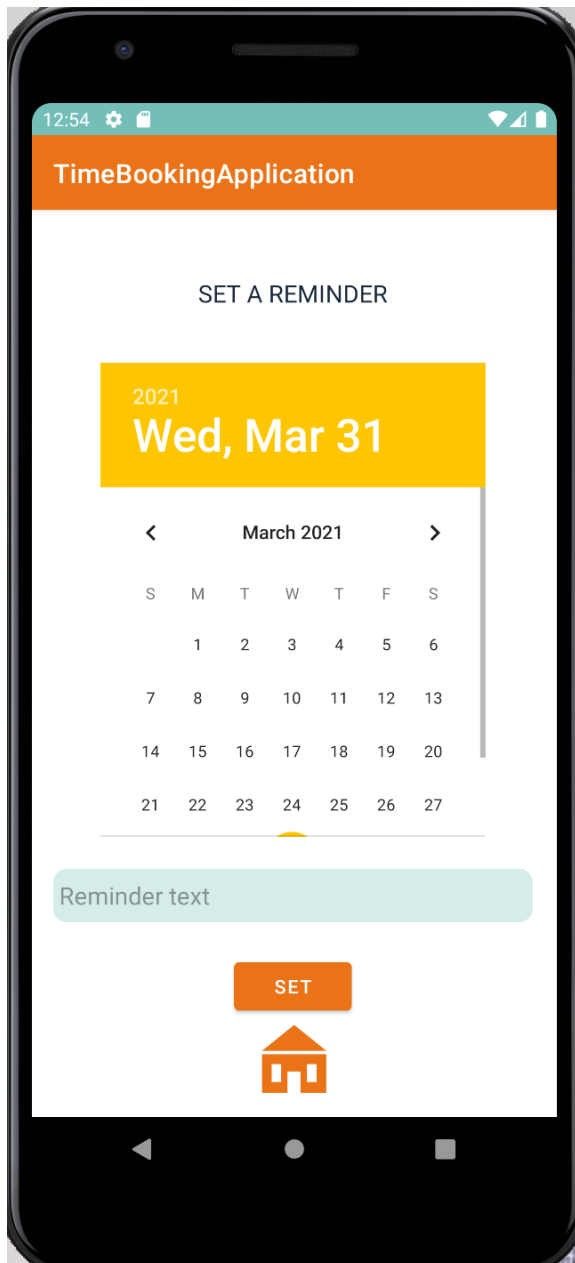 12:54
TimeBookingApplication
SET A REMINDER
2021
Wed, Mar 31
March 2021
S M T W T F S
1 2 3 4 5 6
7 8 9 10 11 12 13
14 15 16 17 18 19 20
21 22 23 24 25 26 27
Reminder text
SET